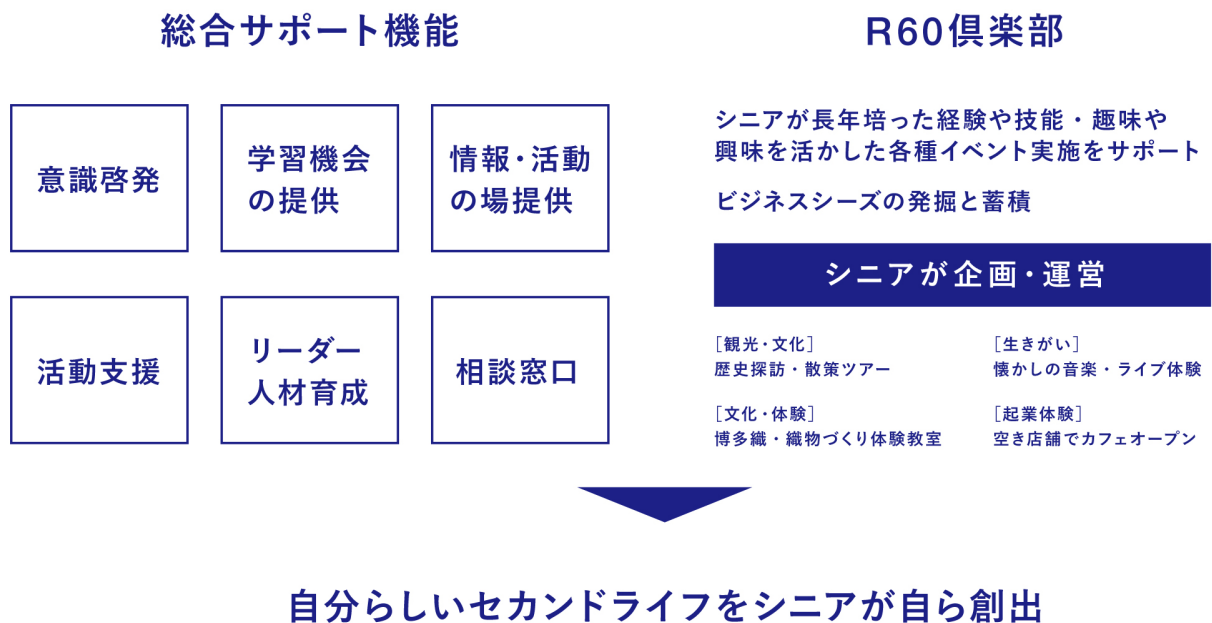 総合サポート機能
意識啓発
学習機会
の提供
情報・活動
の場提供
活動支援
リーダー
人材育成
相談窓口
R60倶楽部
シニアが長年培った経験や技能・趣味や
興味を活かした各種イベント実施をサポート
ビジネスシーズの発掘と蓄積
シニアが企画・運営
［観光・文化］
歴史探訪・散策ツアー
［生きがい］
懐かしの音楽・ライブ体験
［文化・体験］
博多織・織物づくり体験教室
［起業体験］
空き店舗でカフェオープン
自分らしいセカンドライフをシニアが自ら創出